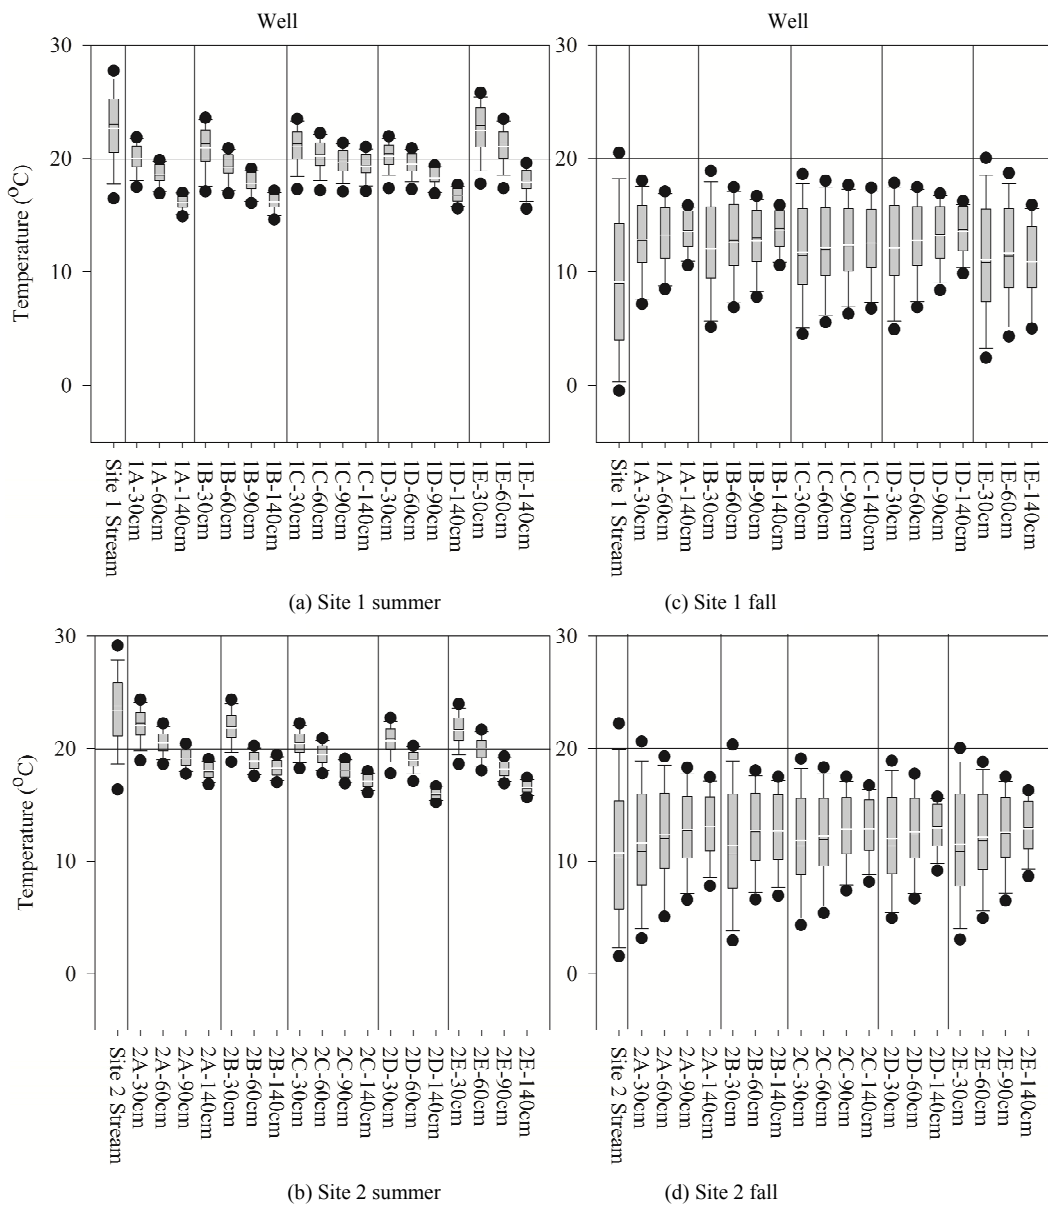 Well
30
20
10
0
Temperature (°C)
Site 1 Stream
1A-30cm
1A-60cm
1A-140cm
1B-30cm
1B-60cm
1B-90cm
1B-140cm
1C-30cm
1C-60cm
1C-90cm
1C-140cm
1D-30cm
1D-60cm
1D-90cm
1D-140cm
1E-30cm
1E-60cm
1E-140cm
(a) Site 1 summer
Well
30
20
10
0
Site 1 Stream
1A-30cm
1A-60cm
1A-140cm
1B-30cm
1B-60cm
1B-90cm
1B-140cm
1C-30cm
1C-60cm
1C-90cm
1C-140cm
1D-30cm
1D-60cm
1D-90cm
1D-140cm
1E-30cm
1E-60cm
1E-140cm
(c) Site 1 fall
30
20
10
0
Temperature (°C)
Site 2 Stream
2A-30cm
2A-60cm
2A-90cm
2A-140cm
2B-30cm
2B-60cm
2B-140cm
2C-30cm
2C-60cm
2C-90cm
2C-140cm
2D-30cm
2D-60cm
2D-140cm
2E-30cm
2E-60cm
2E-90cm
2E-140cm
(b) Site 2 summer
30
20
10
0
Site 2 Stream
2A-30cm
2A-60cm
2A-90cm
2A-140cm
2B-30cm
2B-60cm
2B-140cm
2C-30cm
2C-60cm
2C-90cm
2C-140cm
2D-30cm
2D-60cm
2D-140cm
2E-30cm
2E-60cm
2E-90cm
2E-140cm
(d) Site 2 fall